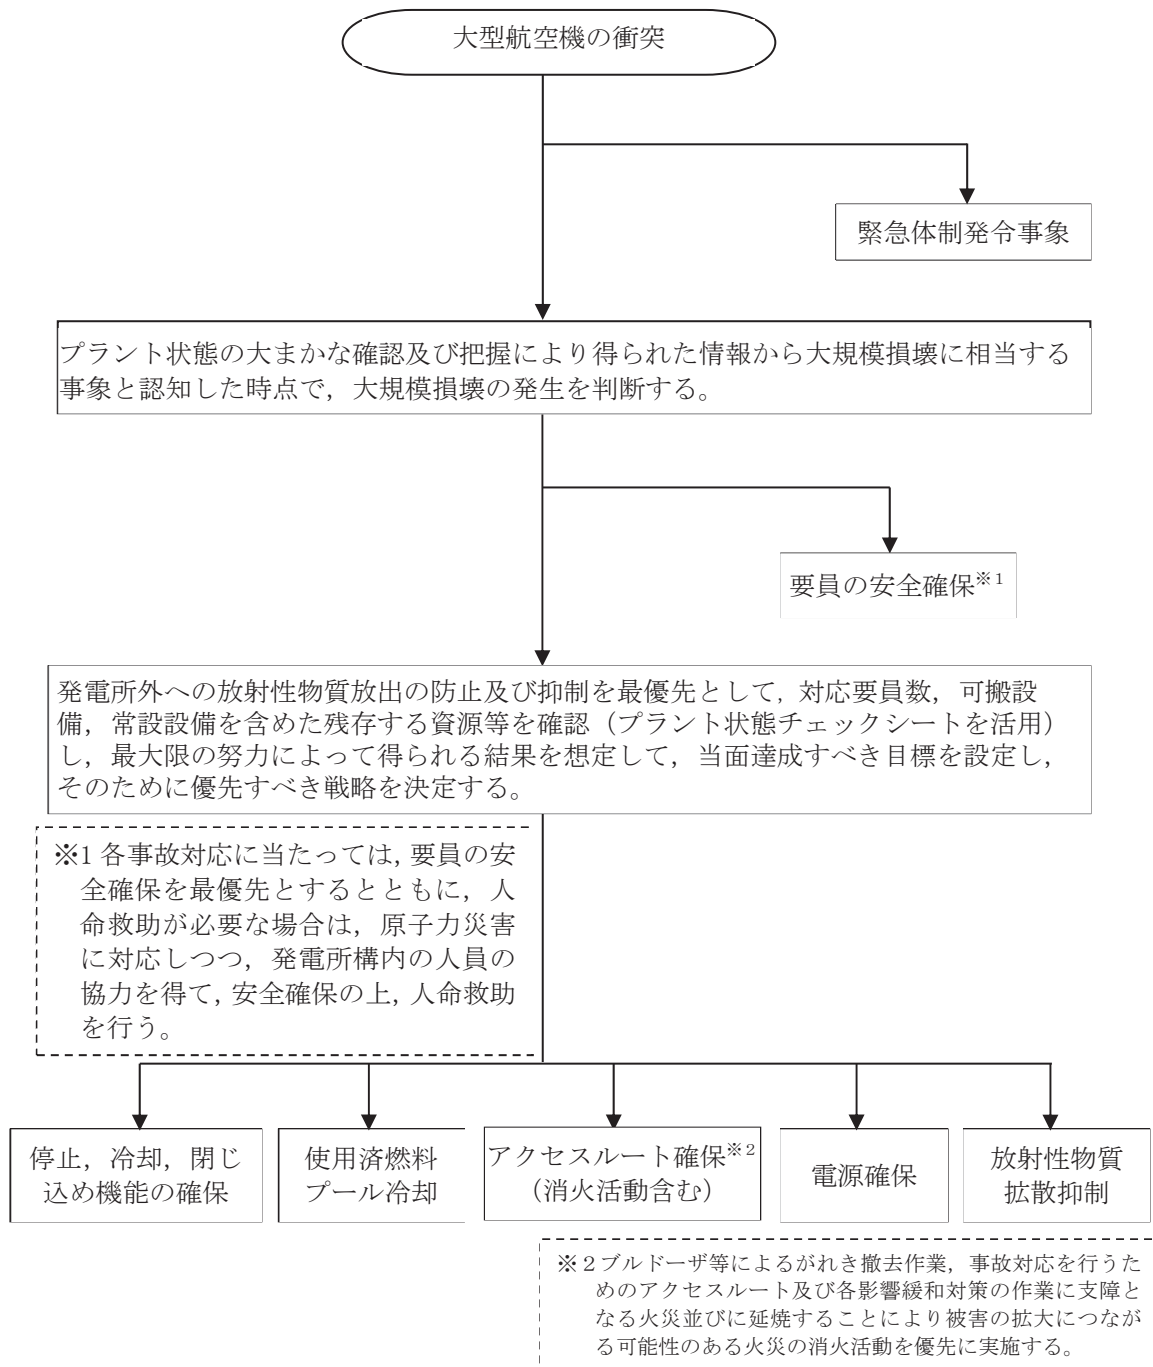 大型航空機の衝突
緊急体制発令事象
プラント状態の大まかな確認及び把握により得られた情報から大規模損壊に相当する
事象と認知した時点で，大規模損壊の発生を判断する。
要員の安全確保※1
発電所外への放射性物質放出の防止及び抑制を最優先として，対応要員数，可搬設
備，常設設備を含めた残存する資源等を確認（プラント状態チェックシートを活用）
し，最大限の努力によって得られる結果を想定して，当面達成すべき目標を設定し，
そのために優先すべき戦略を決定する。
※1 各事故対応に当たっては，要員の安
全確保を最優先とするとともに，人
命救助が必要な場合は，原子力災害
に対応しつつ，発電所構内の人員の
協力を得て，安全確保の上，人命救助
を行う。
停止，冷却，閉じ
込め機能の確保
使用済燃料
プール冷却
アクセスルート確保※2
（消火活動含む）
電源確保
放射性物質
拡散抑制
※２ブルドーザ等によるがれき撤去作業，事故対応を行うた
めのアクセスルート及び各影響緩和対策の作業に支障と
なる火災並びに延焼することにより被害の拡大につなが
る可能性のある火災の消火活動を優先に実施する。